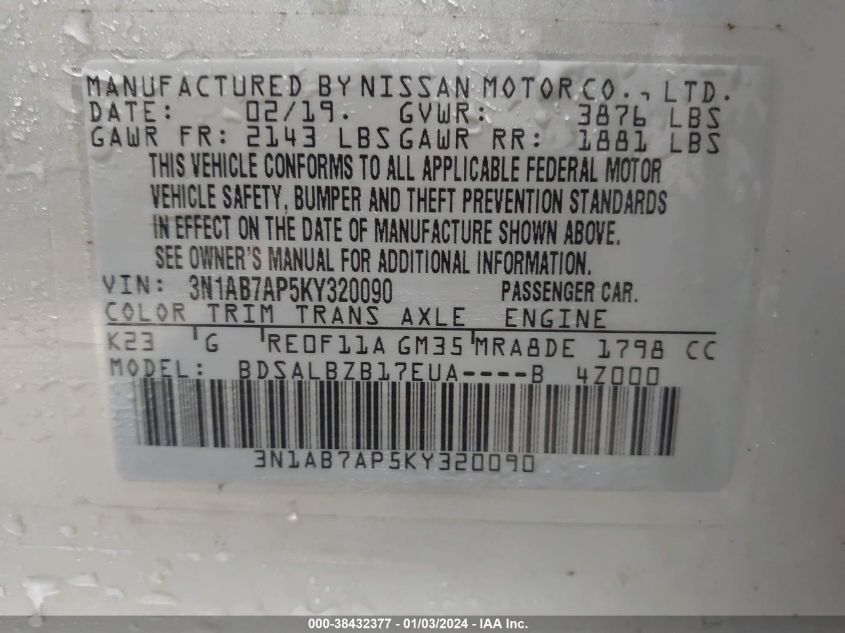 MANUFACTURED BY NISSAN MOTOR CO., LTD.
DATE: 02/19. GVWR: 3876 LBS
GAWR FR: 2143 LBS GAWR RR: 1881 LBS
THIS VEHICLE CONFORMS TO ALL APPLICABLE FEDERAL MOTOR
VEHICLE SAFETY, BUMPER AND THEFT PREVENTION STANDARDS
IN EFFECT ON THE DATE OF MANUFACTURE SHOWN ABOVE.
SEE OWNER'S MANUAL FOR ADDITIONAL INFORMATION.
VIN: 3N1AB7AP5KY320090 PASSENGER CAR.
COLOR TRIM TRANS AXLE ENGINE
K23 'G 'RE0F11A GM35 'MRA8DE 1798 CC
MODEL: BDSALBZB17EUA----B 4Z000
3N1AB7AP5KY320090
000-38432377 - 01/03/2024 - IAA Inc.